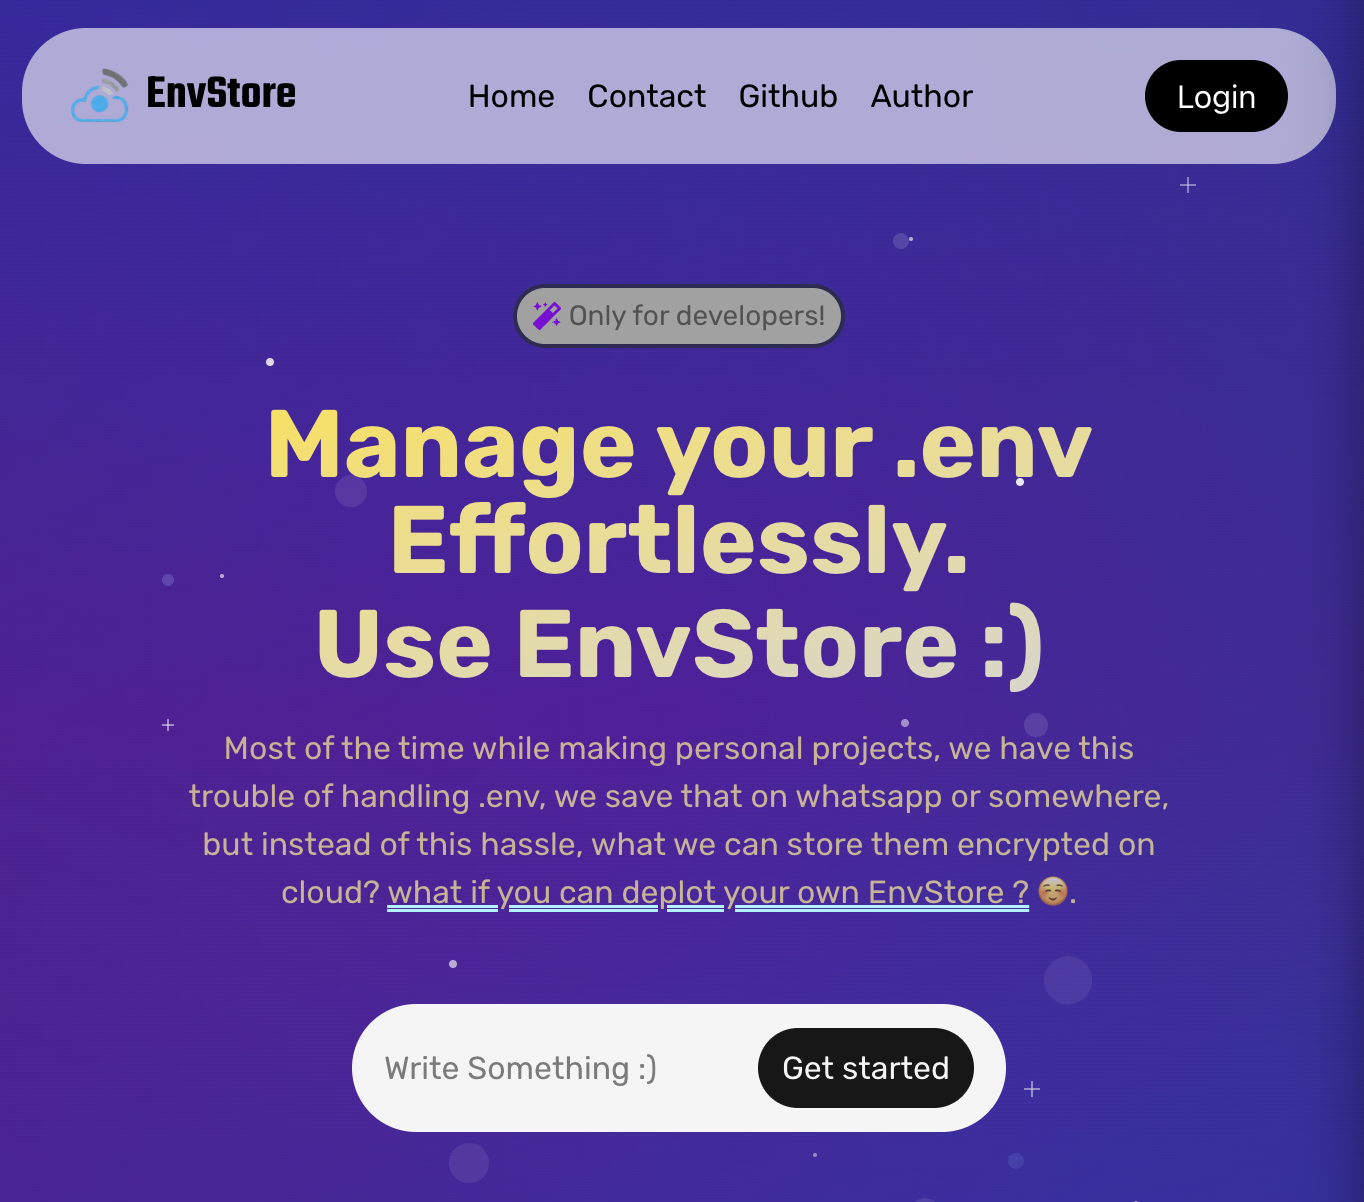 EnvStore
Home Contact Github Author
Login
Only for developers!
Manage your .env
Effortlessly.
Use EnvStore :)
Most of the time while making personal projects, we have this
trouble of handling .env, we save that on whatsapp or somewhere,
but instead of this hassle, what we can store them encrypted on
cloud? what if you can deplot your own EnvStore ? ☺️.
Write Something :)
Get started